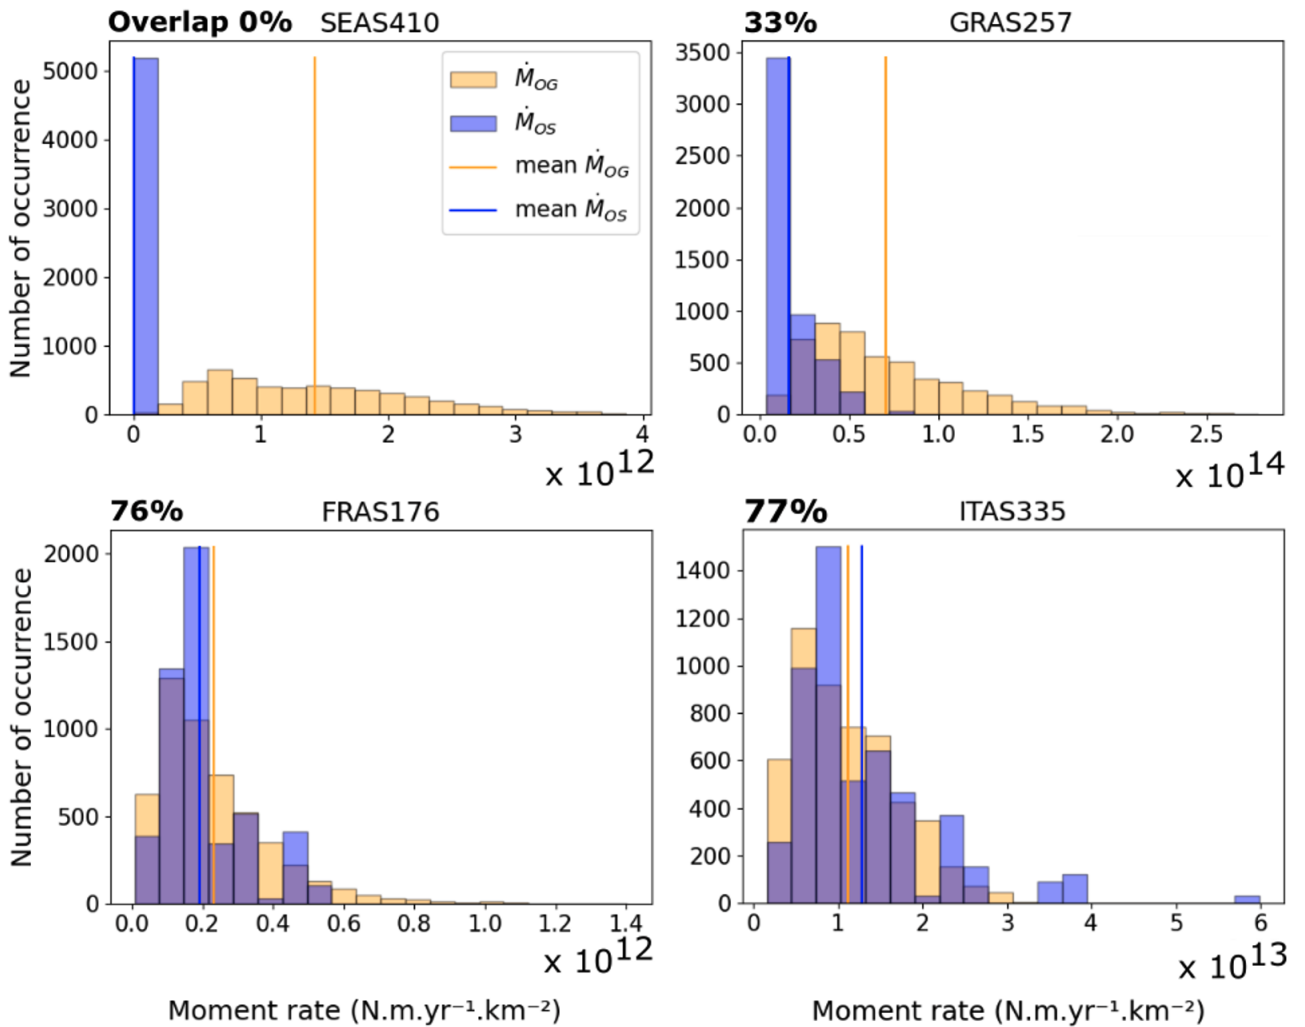 Overlap 0% SEAS410
Number of occurrence
5000
4000
3000
2000
1000
0
Ṁ_OG
Ṁ_OS
mean Ṁ_OG
mean Ṁ_OS
0 1 2 3 4
x 10^12
33% GRAS257
3500
3000
2500
2000
1500
1000
500
0
0.0 0.5 1.0 1.5 2.0 2.5
x 10^14
76% FRAS176
Number of occurrence
2000
1500
1000
500
0
0.0 0.2 0.4 0.6 0.8 1.0 1.2 1.4
x 10^12
Moment rate (N.m.yr⁻¹.km⁻²)
77% ITAS335
1400
1200
1000
800
600
400
200
0
0 1 2 3 4 5 6
x 10^13
Moment rate (N.m.yr⁻¹.km⁻²)